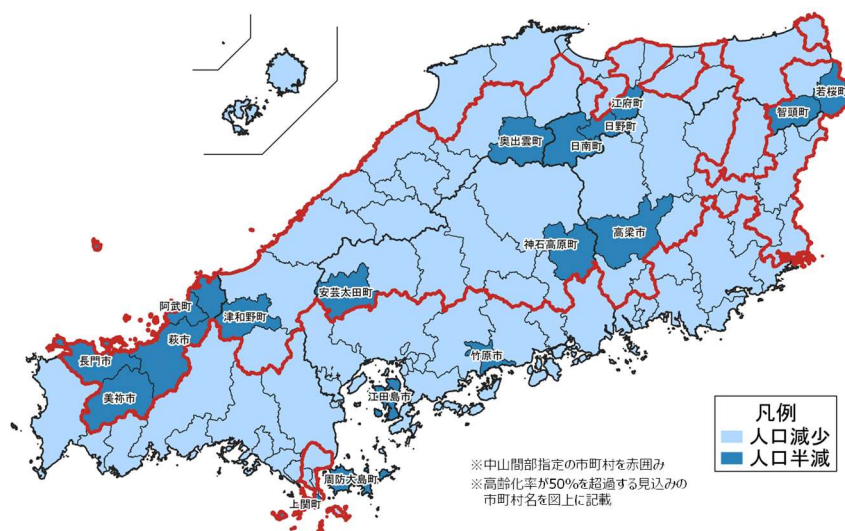 若桜町
智頭町
江府町
日野町
奥出雲町
日南町
高梁市
神石高原町
安芸太田町
阿武町
津和野町
萩市
長門市
美祢市
竹原市
江田島市
周防大島町
上関町
凡例
人口減少
人口半減
※中山間部指定の市町村を赤囲み
※高齢化率が50%を超過する見込みの
市町村名を図上に記載